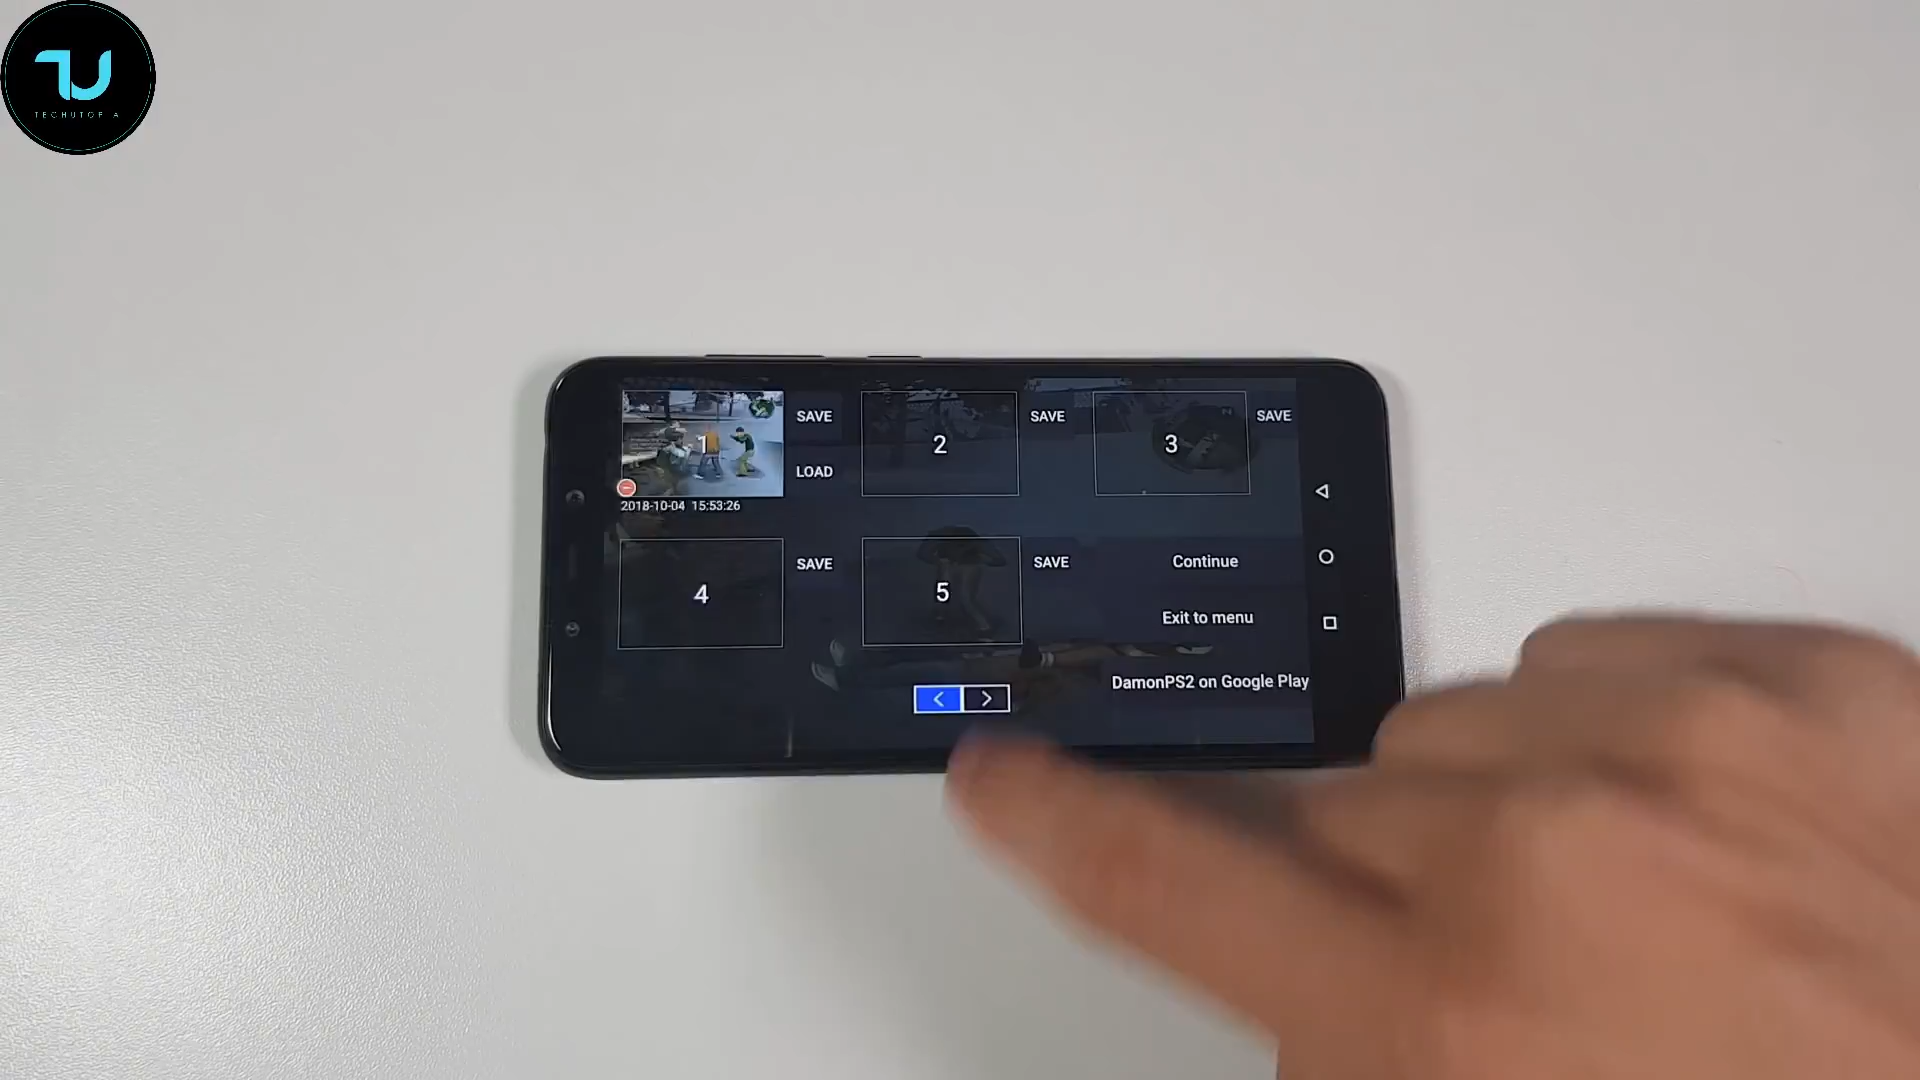 TECHUTOPIA
1
SAVE
2
SAVE
3
SAVE
LOAD
2018-10-04 15:53:26
4
SAVE
5
SAVE
Continue
Exit to menu
DamonPS2 on Google Play
< >